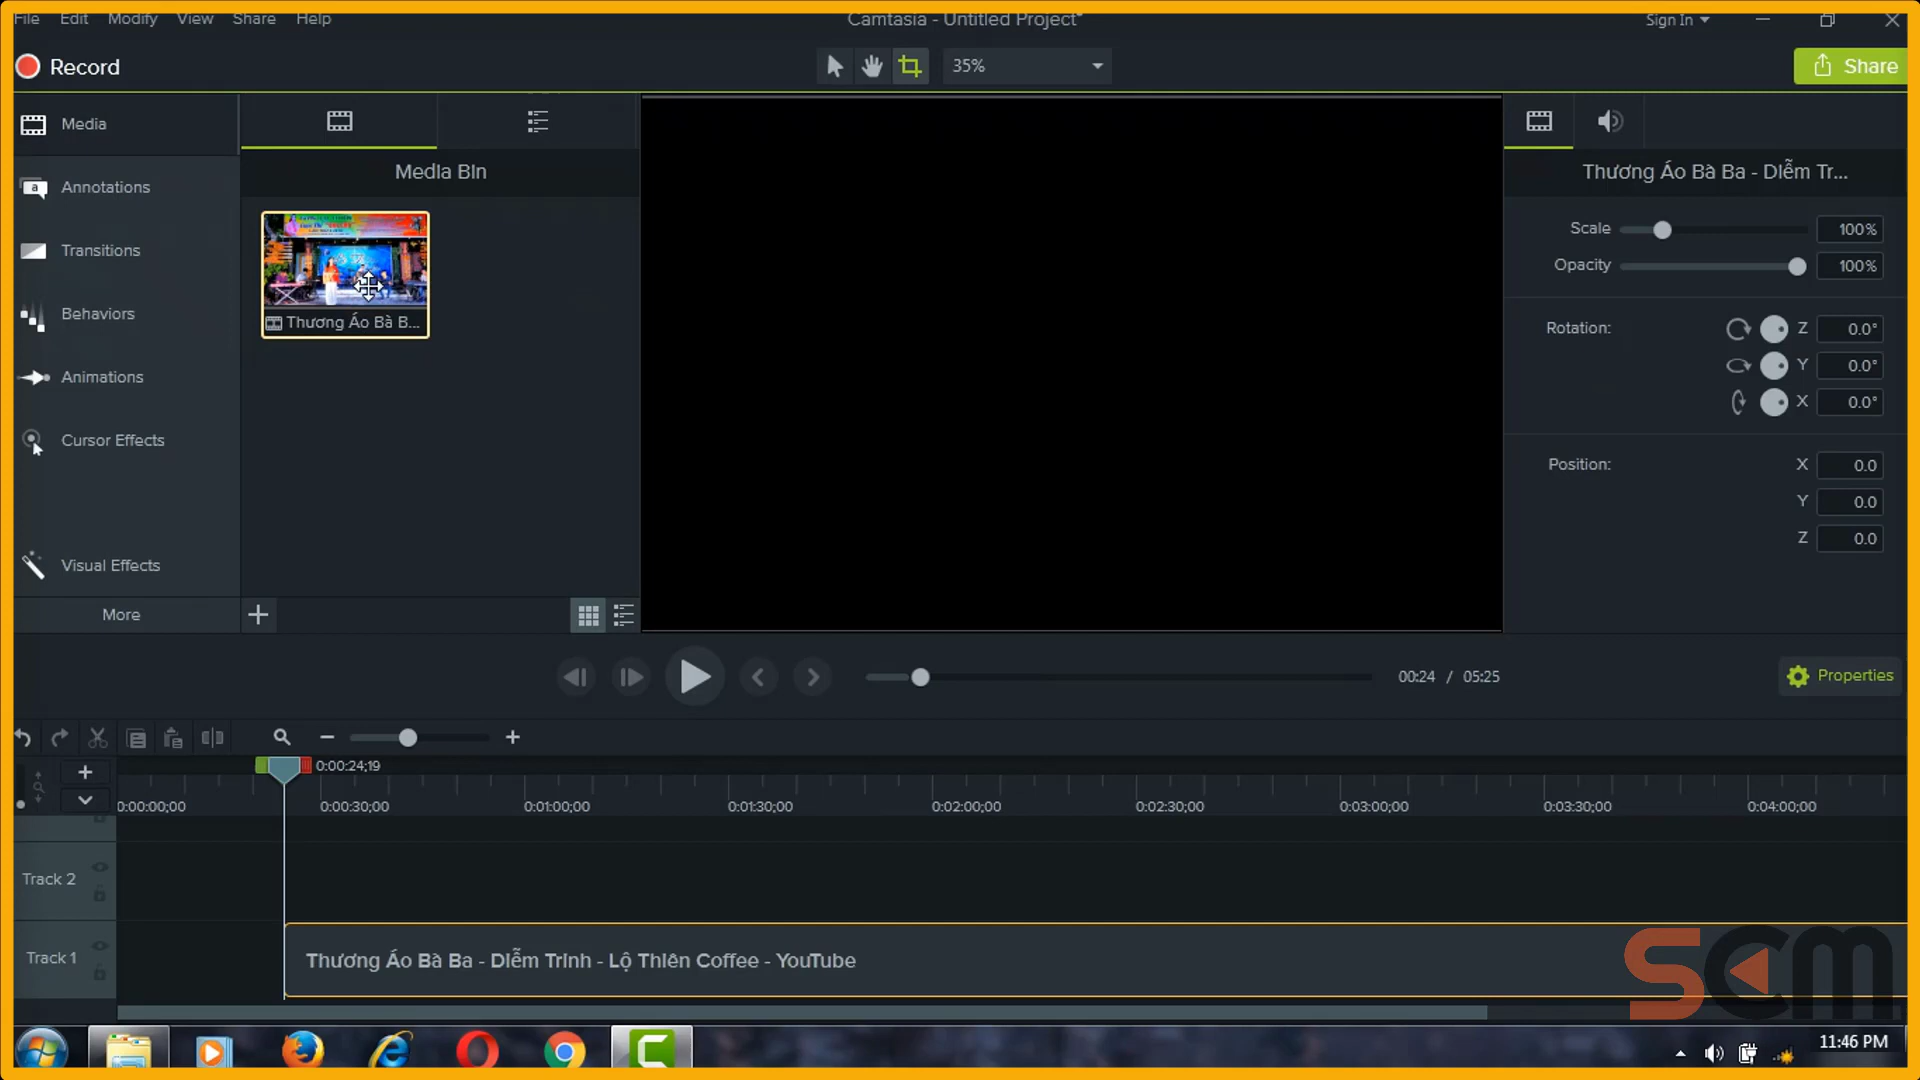 File Edit Modify View Share Help
Camtasia - Untitled Project*
Sign In
Record
35%
Share
Media
Annotations
Transitions
Behaviors
Animations
Cursor Effects
Visual Effects
More
Media Bin
Thương Áo Bà B...
Thương Áo Bà Ba - Diễm Tr...
Scale 100%
Opacity 100%
Rotation: Z 0.0°
Y 0.0°
X 0.0°
Position: X 0.0
Y 0.0
Z 0.0
00:24 / 05:25
Properties
0:00:24;19
0:00:00;00 0:00:30;00 0:01:00;00 0:01:30;00 0:02:00;00 0:02:30;00 0:03:00;00 0:03:30;00 0:04:00;00
Track 2
Track 1
Thương Áo Bà Ba - Diễm Trinh - Lộ Thiên Coffee - YouTube
SCM
11:46 PM